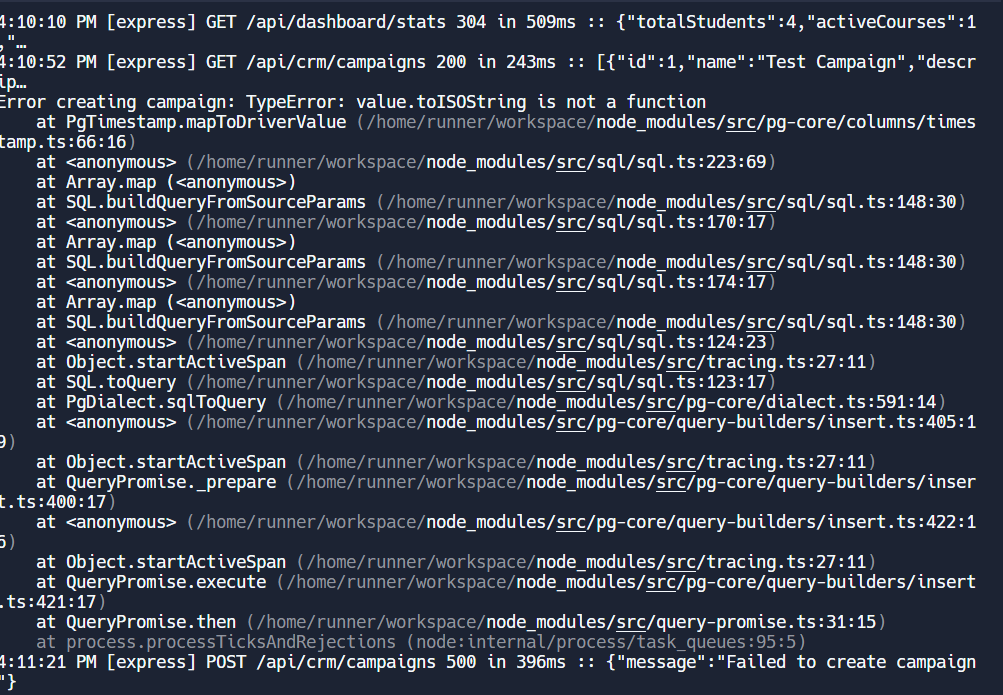 4:10:10 PM [express] GET /api/dashboard/stats 304 in 509ms :: {"totalStudents":4,"activeCourses":1
,"…
4:10:52 PM [express] GET /api/crm/campaigns 200 in 243ms :: [{"id":1,"name":"Test Campaign","descr
ip…
Error creating campaign: TypeError: value.toISOString is not a function
at PgTimestamp.mapToDriverValue (/home/runner/workspace/node_modules/src/pg-core/columns/times
tamp.ts:66:16)
at <anonymous> (/home/runner/workspace/node_modules/src/sql/sql.ts:223:69)
at Array.map (<anonymous>)
at SQL.buildQueryFromSourceParams (/home/runner/workspace/node_modules/src/sql/sql.ts:148:30)
at <anonymous> (/home/runner/workspace/node_modules/src/sql/sql.ts:170:17)
at Array.map (<anonymous>)
at SQL.buildQueryFromSourceParams (/home/runner/workspace/node_modules/src/sql/sql.ts:148:30)
at <anonymous> (/home/runner/workspace/node_modules/src/sql/sql.ts:174:17)
at Array.map (<anonymous>)
at SQL.buildQueryFromSourceParams (/home/runner/workspace/node_modules/src/sql/sql.ts:148:30)
at <anonymous> (/home/runner/workspace/node_modules/src/sql/sql.ts:124:23)
at Object.startActiveSpan (/home/runner/workspace/node_modules/src/tracing.ts:27:11)
at SQL.toQuery (/home/runner/workspace/node_modules/src/sql/sql.ts:123:17)
at PgDialect.sqlToQuery (/home/runner/workspace/node_modules/src/pg-core/dialect.ts:591:14)
at <anonymous> (/home/runner/workspace/node_modules/src/pg-core/query-builders/insert.ts:405:1
9)
at Object.startActiveSpan (/home/runner/workspace/node_modules/src/tracing.ts:27:11)
at QueryPromise._prepare (/home/runner/workspace/node_modules/src/pg-core/query-builders/inser
t.ts:400:17)
at <anonymous> (/home/runner/workspace/node_modules/src/pg-core/query-builders/insert.ts:422:1
5)
at Object.startActiveSpan (/home/runner/workspace/node_modules/src/tracing.ts:27:11)
at QueryPromise.execute (/home/runner/workspace/node_modules/src/pg-core/query-builders/insert
.ts:421:17)
at QueryPromise.then (/home/runner/workspace/node_modules/src/query-promise.ts:31:15)
at process.processTicksAndRejections (node:internal/process/task_queues:95:5)
4:11:21 PM [express] POST /api/crm/campaigns 500 in 396ms :: {"message":"Failed to create campaign
"}